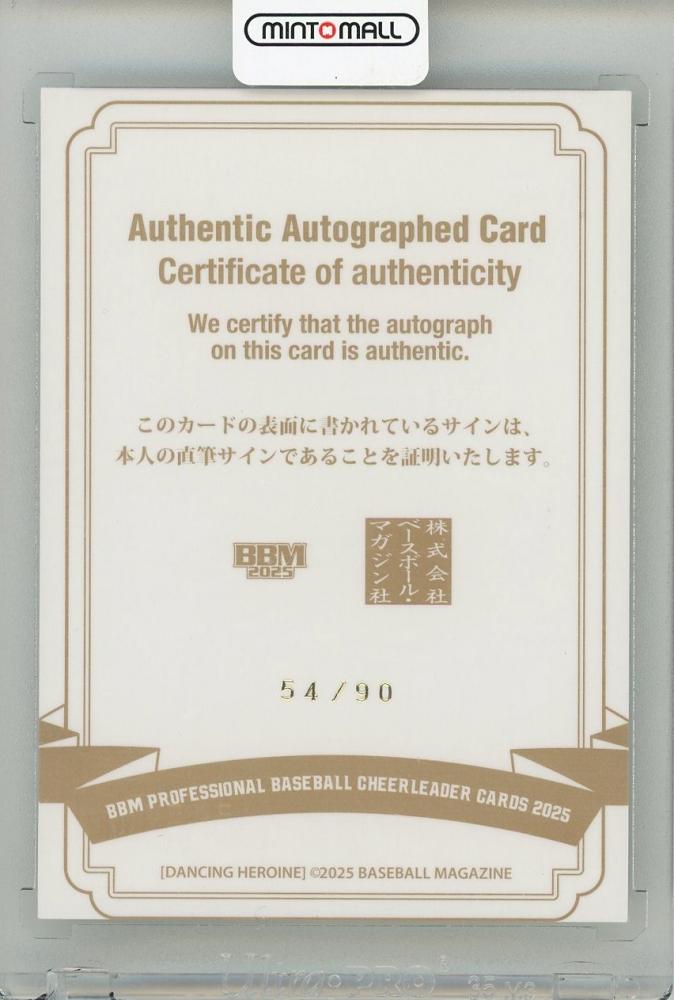 MINT MALL
Authentic Autographed Card
Certificate of authenticity
We certify that the autograph
on this card is authentic.
このカードの表面に書かれているサインは、
本人の直筆サインであることを証明いたします。
BBM
2025
株式会社
ベースボール・
マガジン社
54/90
BBM PROFESSIONAL BASEBALL CHEERLEADER CARDS 2025
[DANCING HEROINE] ©2025 BASEBALL MAGAZINE
Ultra·PRO®